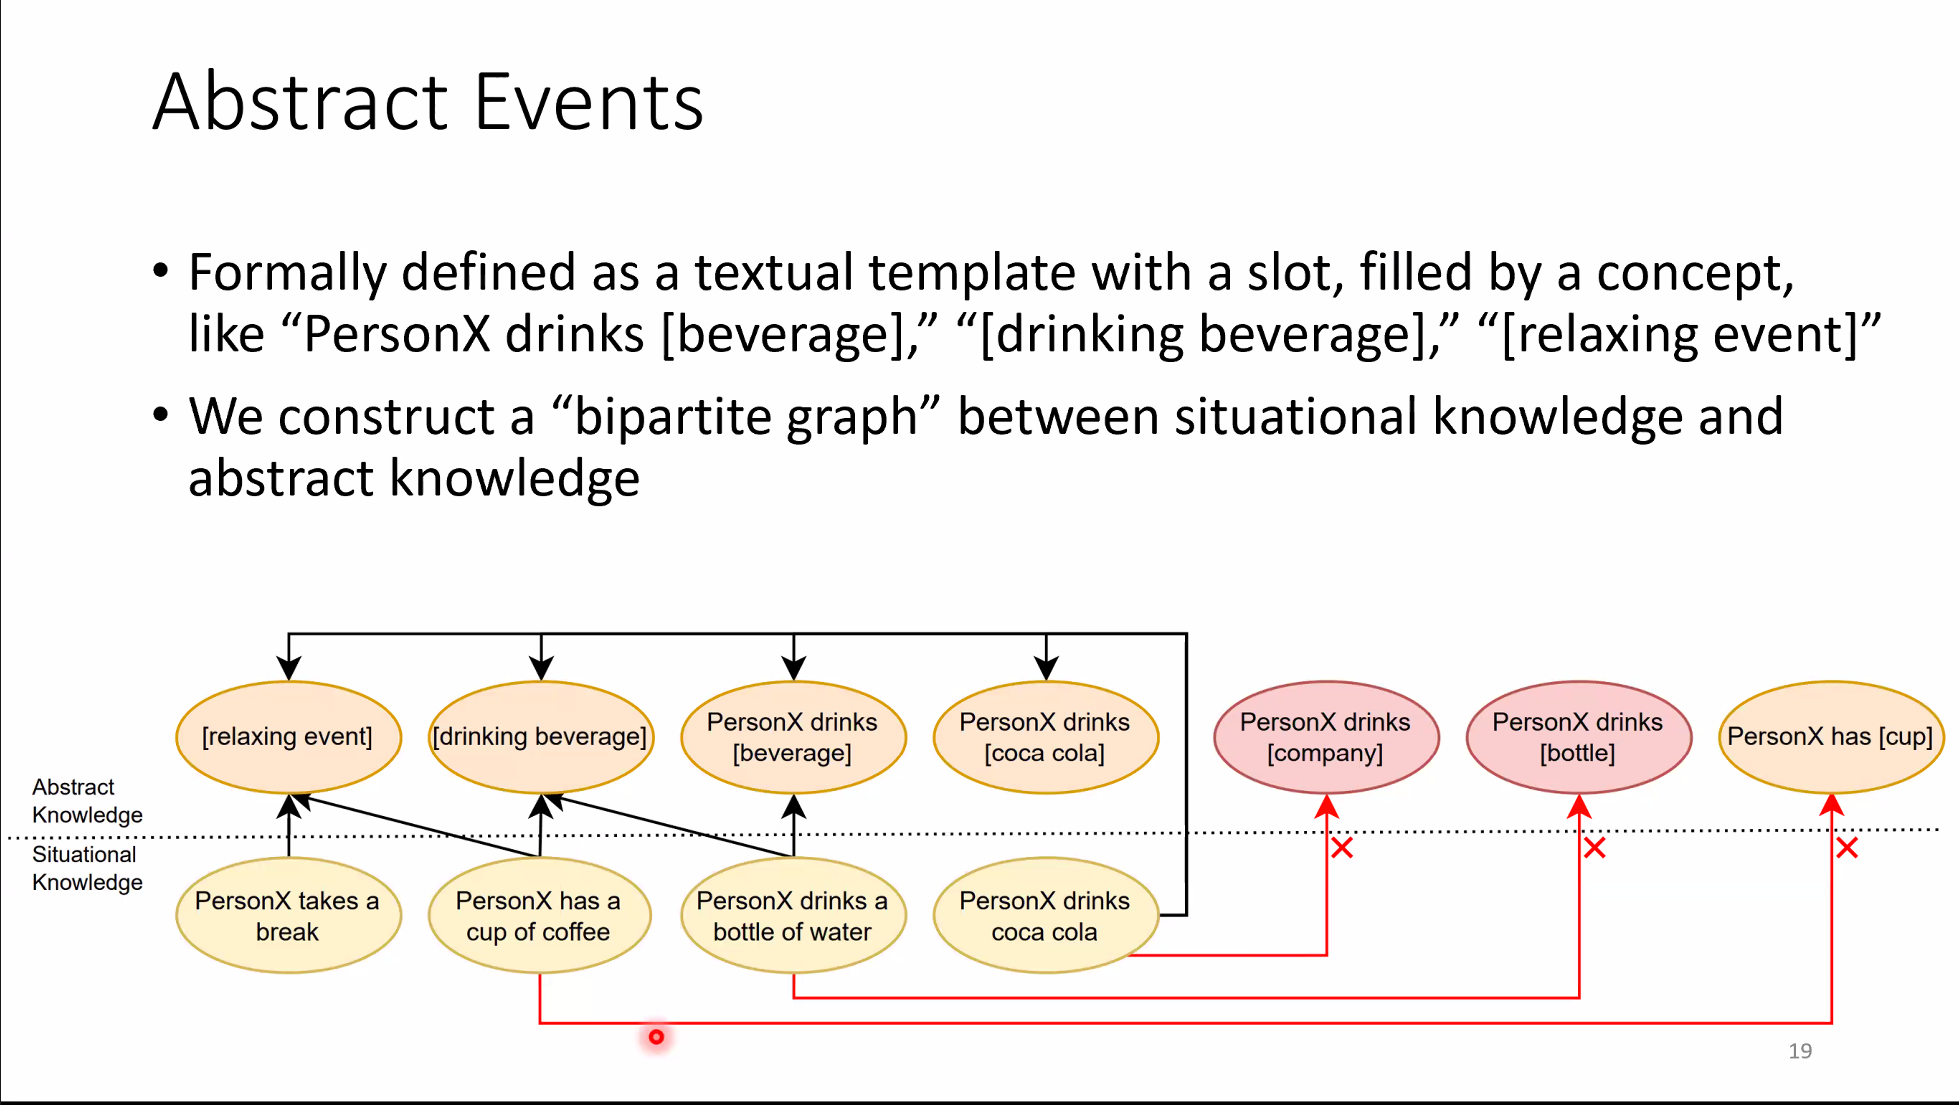 Abstract Events
• Formally defined as a textual template with a slot, filled by a concept,
like “PersonX drinks [beverage],” “[drinking beverage],” “[relaxing event]”
• We construct a “bipartite graph” between situational knowledge and
abstract knowledge
[relaxing event]
[drinking beverage]
PersonX drinks
[beverage]
PersonX drinks
[coca cola]
PersonX drinks
[company]
PersonX drinks
[bottle]
PersonX has [cup]
Abstract
Knowledge
Situational
Knowledge
PersonX takes a
break
PersonX has a
cup of coffee
PersonX drinks a
bottle of water
PersonX drinks
coca cola
19